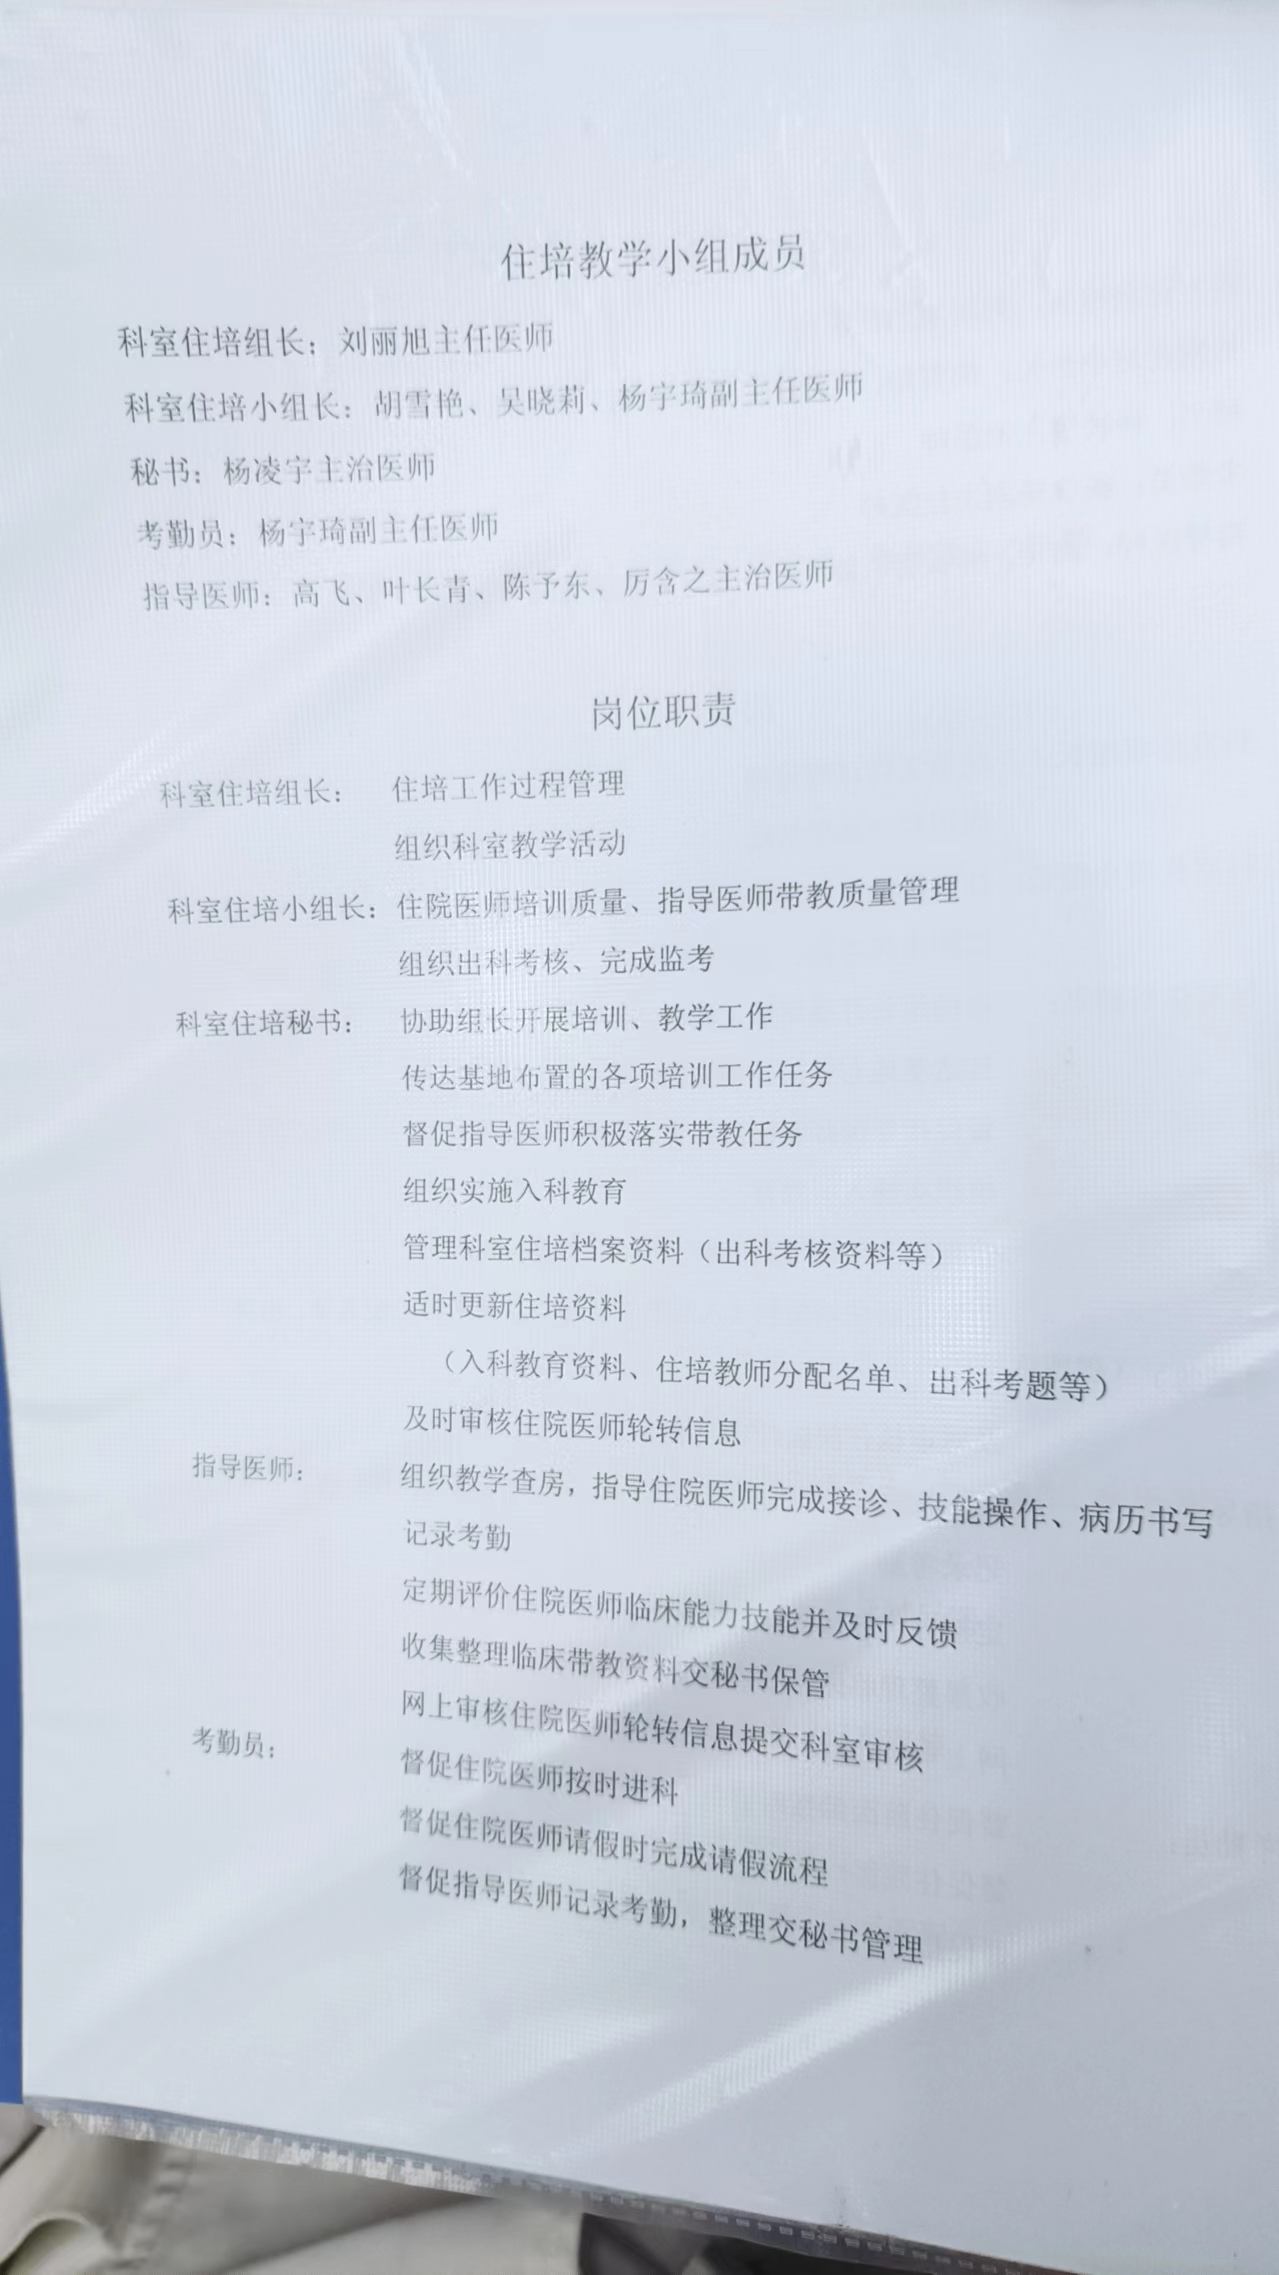 住培教学小组成员
科室住培组长：刘丽旭主任医师
科室住培小组长：胡雪艳、吴晓莉、杨宇琦副主任医师
秘书：杨凌宇主治医师
考勤员：杨宇琦副主任医师
指导医师：高飞、叶长青、陈予东、厉含之主治医师
岗位职责
科室住培组长： 住培工作过程管理
组织科室教学活动
科室住培小组长：住院医师培训质量、指导医师带教质量管理
组织出科考核、完成监考
科室住培秘书： 协助组长开展培训、教学工作
传达基地布置的各项培训工作任务
督促指导医师积极落实带教任务
组织实施入科教育
管理科室住培档案资料（出科考核资料等）
适时更新住培资料
（入科教育资料、住培教师分配名单、出科考题等）
及时审核住院医师轮转信息
指导医师： 组织教学查房，指导住院医师完成接诊、技能操作、病历书写
记录考勤
定期评价住院医师临床能力技能并及时反馈
收集整理临床带教资料交秘书保管
网上审核住院医师轮转信息提交科室审核
考勤员： 督促住院医师按时进科
督促住院医师请假时完成请假流程
督促指导医师记录考勤，整理交秘书管理